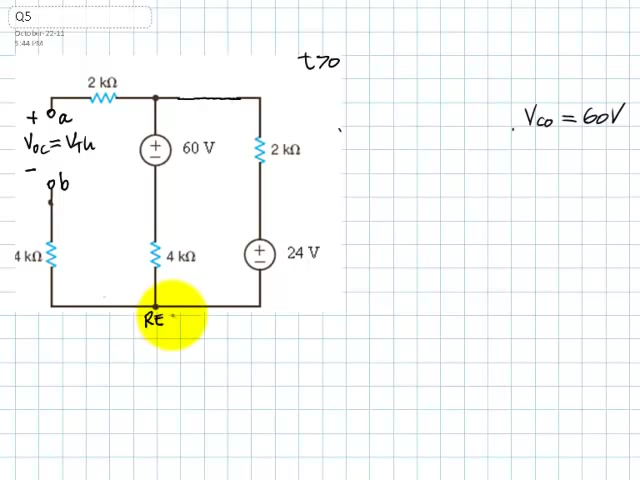 Q5
October-22-11
5:44 PM
t>0
2 kΩ
+ a
Voc = VTh
-
b
60 V
2 kΩ
Vco = 60V
4 kΩ
4 kΩ
24 V
RE